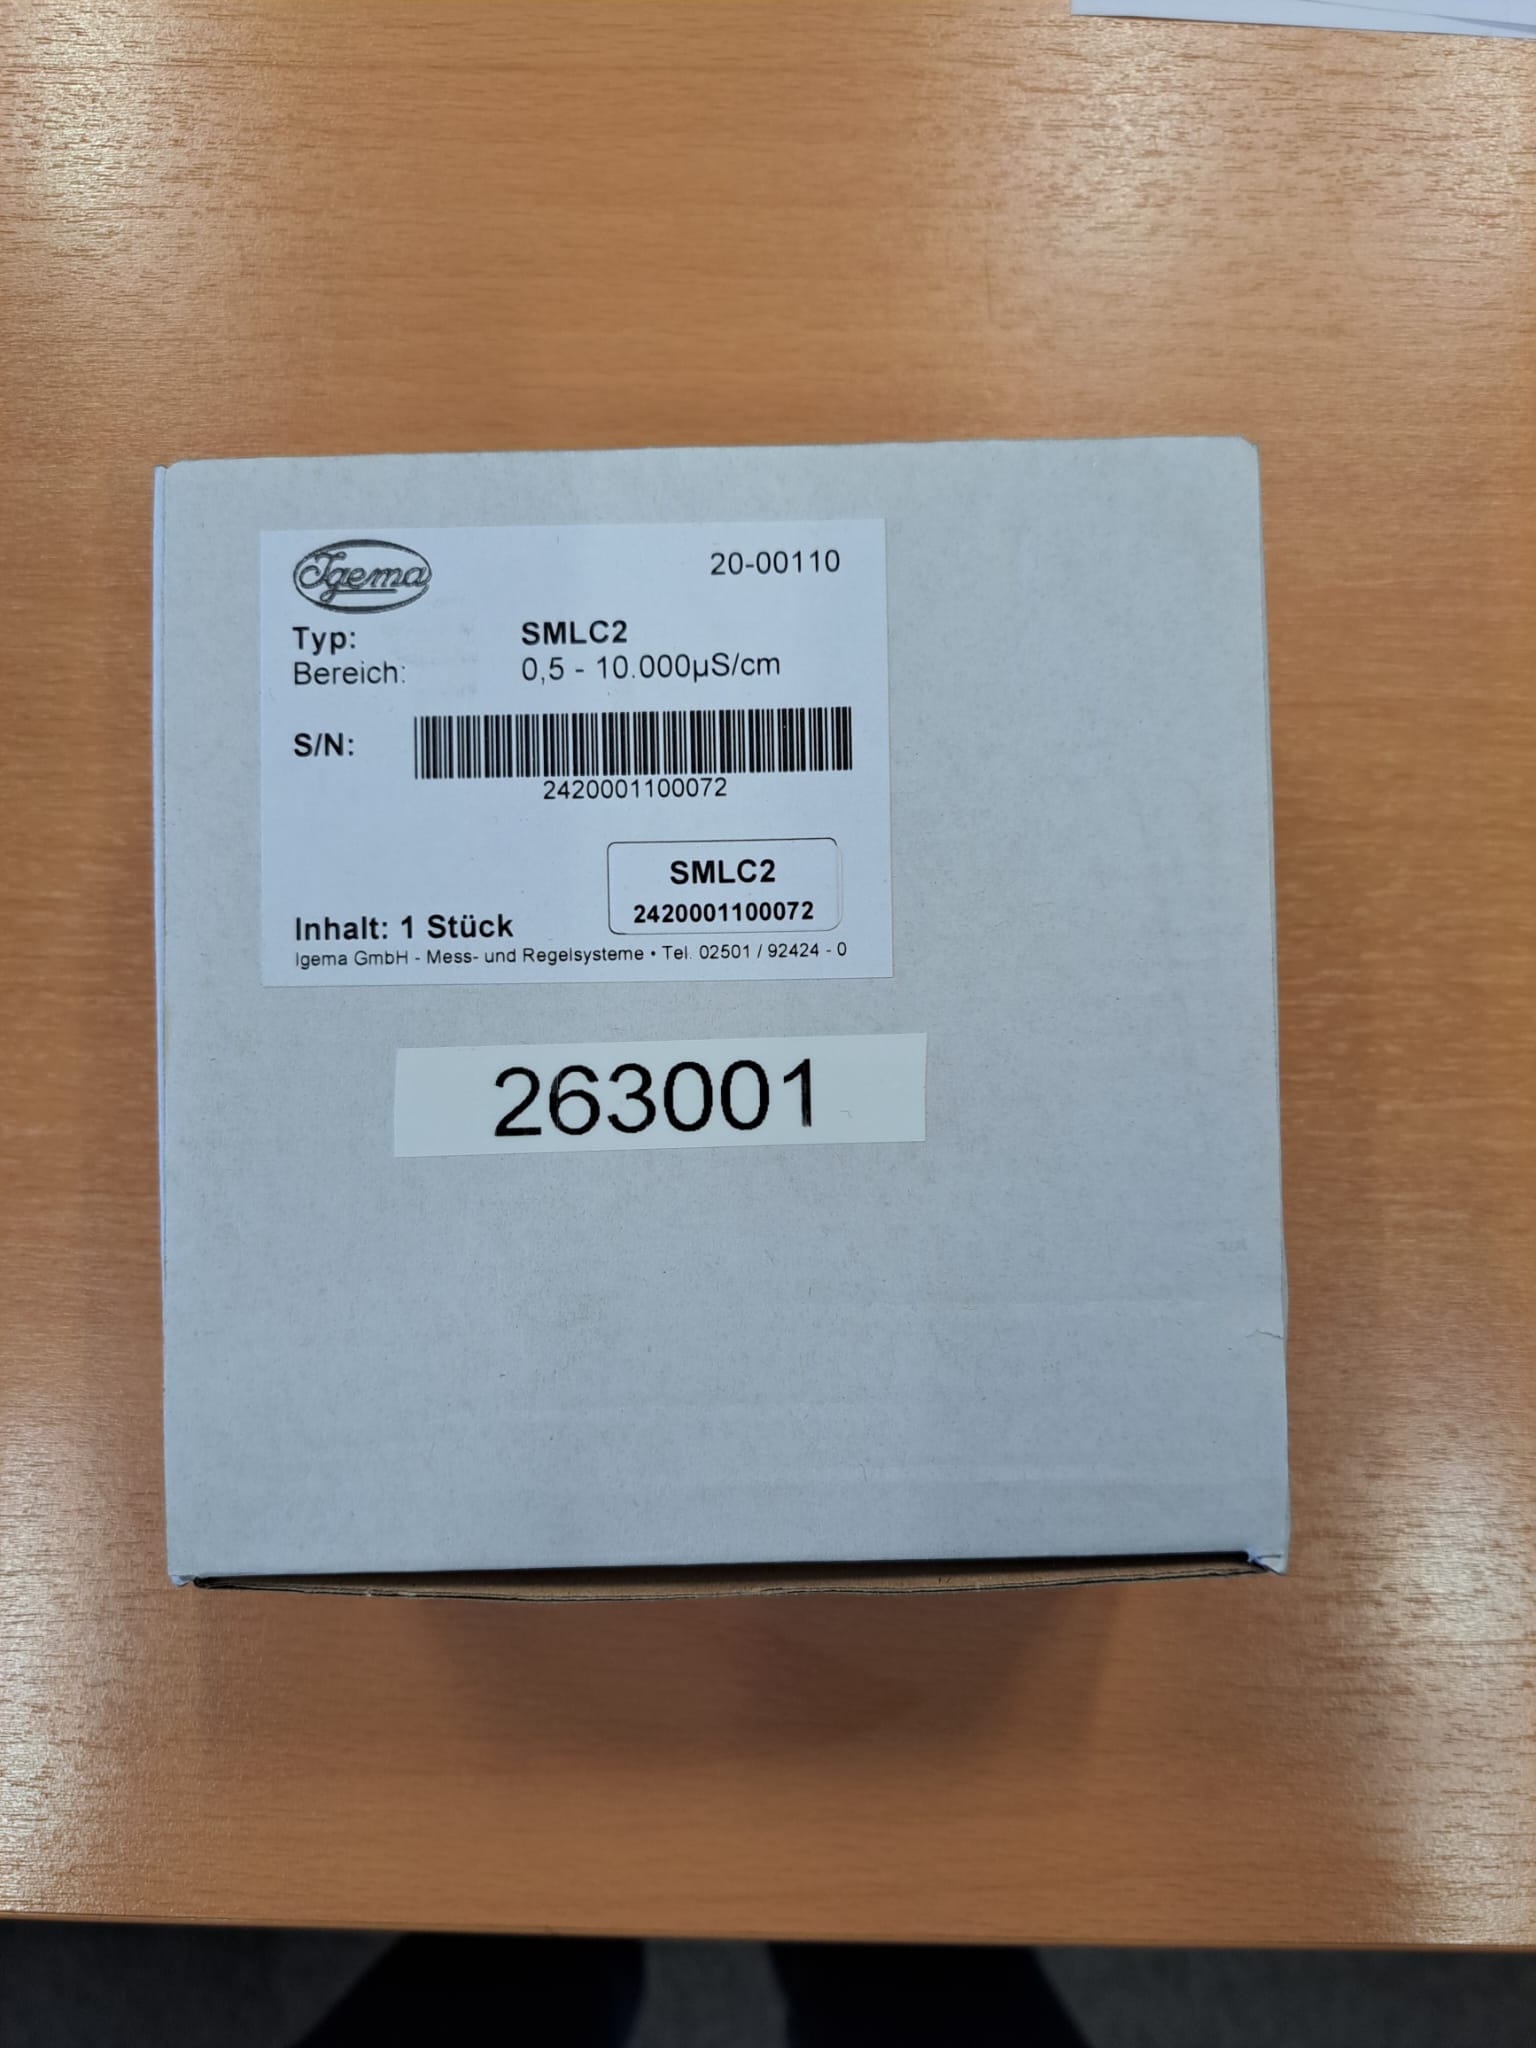 Igema
20-00110
Typ: SMLC2
Bereich: 0,5 - 10.000µS/cm
S/N:
2420001100072
SMLC2
2420001100072
Inhalt: 1 Stück
Igema GmbH - Mess- und Regelsysteme • Tel. 02501 / 92424 - 0
263001